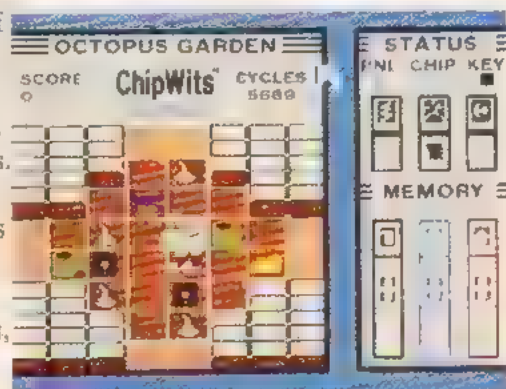 OCTOPUS GARDEN
SCORE
0
ChipWits
CYCLES
5689
STATUS
PNL CHIP KEY
MEMORY